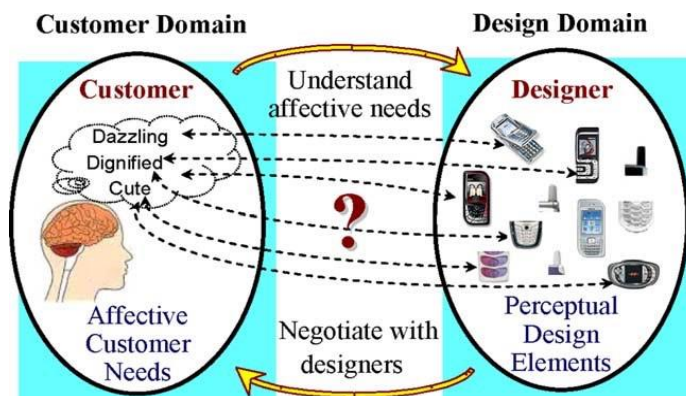 Customer Domain
Design Domain
Customer
Understand
affective needs
Designer
Dazzling
Dignified
Cute
?
Affective
Customer
Needs
Negotiate with
designers
Perceptual
Design
Elements